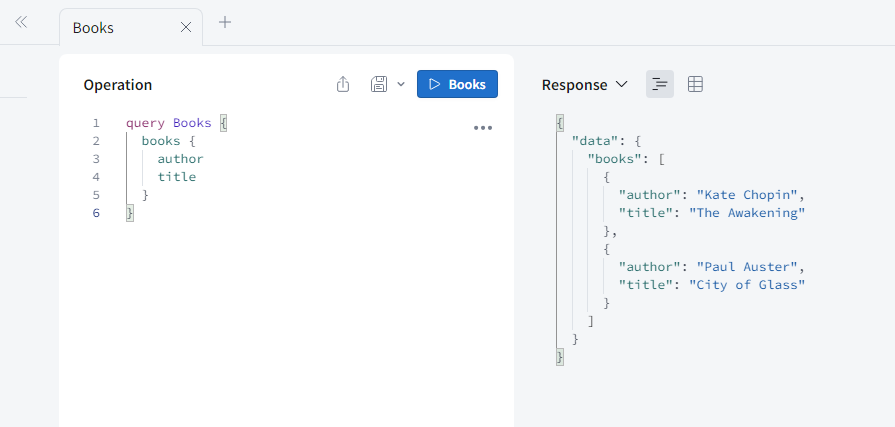 Books
Operation
Books
1 query Books {
2 books {
3 author
4 title
5 }
6 }
Response
{
"data": {
"books": [
{
"author": "Kate Chopin",
"title": "The Awakening"
},
{
"author": "Paul Auster",
"title": "City of Glass"
}
]
}
}